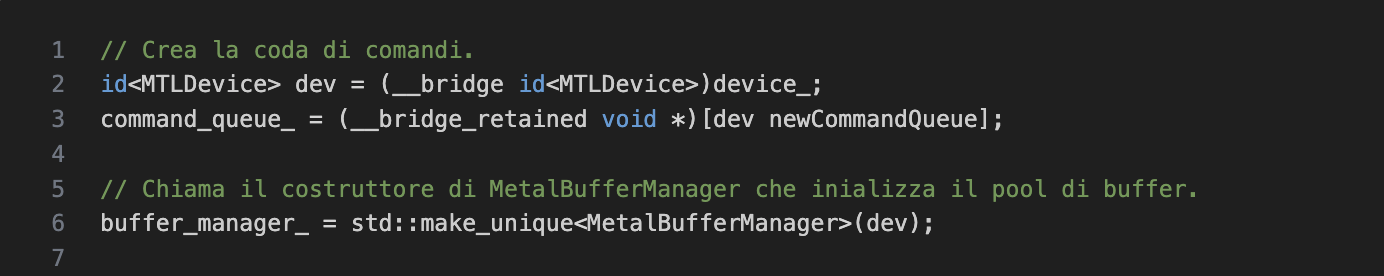 1 // Crea la coda di comandi.
2 id<MTLDevice> dev = (__bridge id<MTLDevice>)device_;
3 command_queue_ = (__bridge_retained void *)[dev newCommandQueue];
4
5 // Chiama il costruttore di MetalBufferManager che inializza il pool di buffer.
6 buffer_manager_ = std::make_unique<MetalBufferManager>(dev);
7